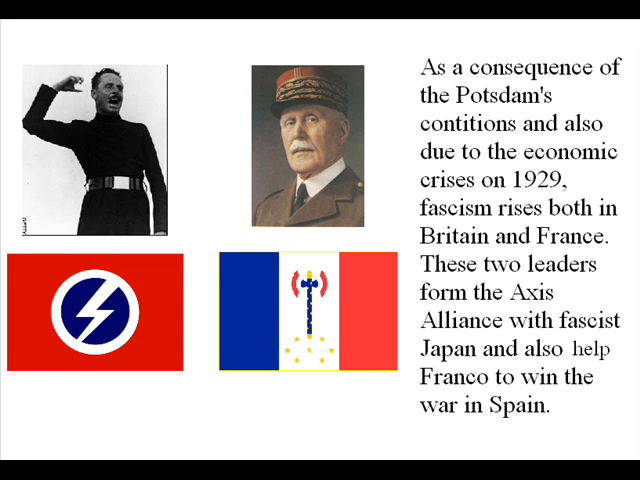 As a consequence of
the Potsdam's
contitions and also
due to the economic
crises on 1929,
fascism rises both in
Britain and France.
These two leaders
form the Axis
Alliance with fascist
Japan and also help
Franco to win the
war in Spain.